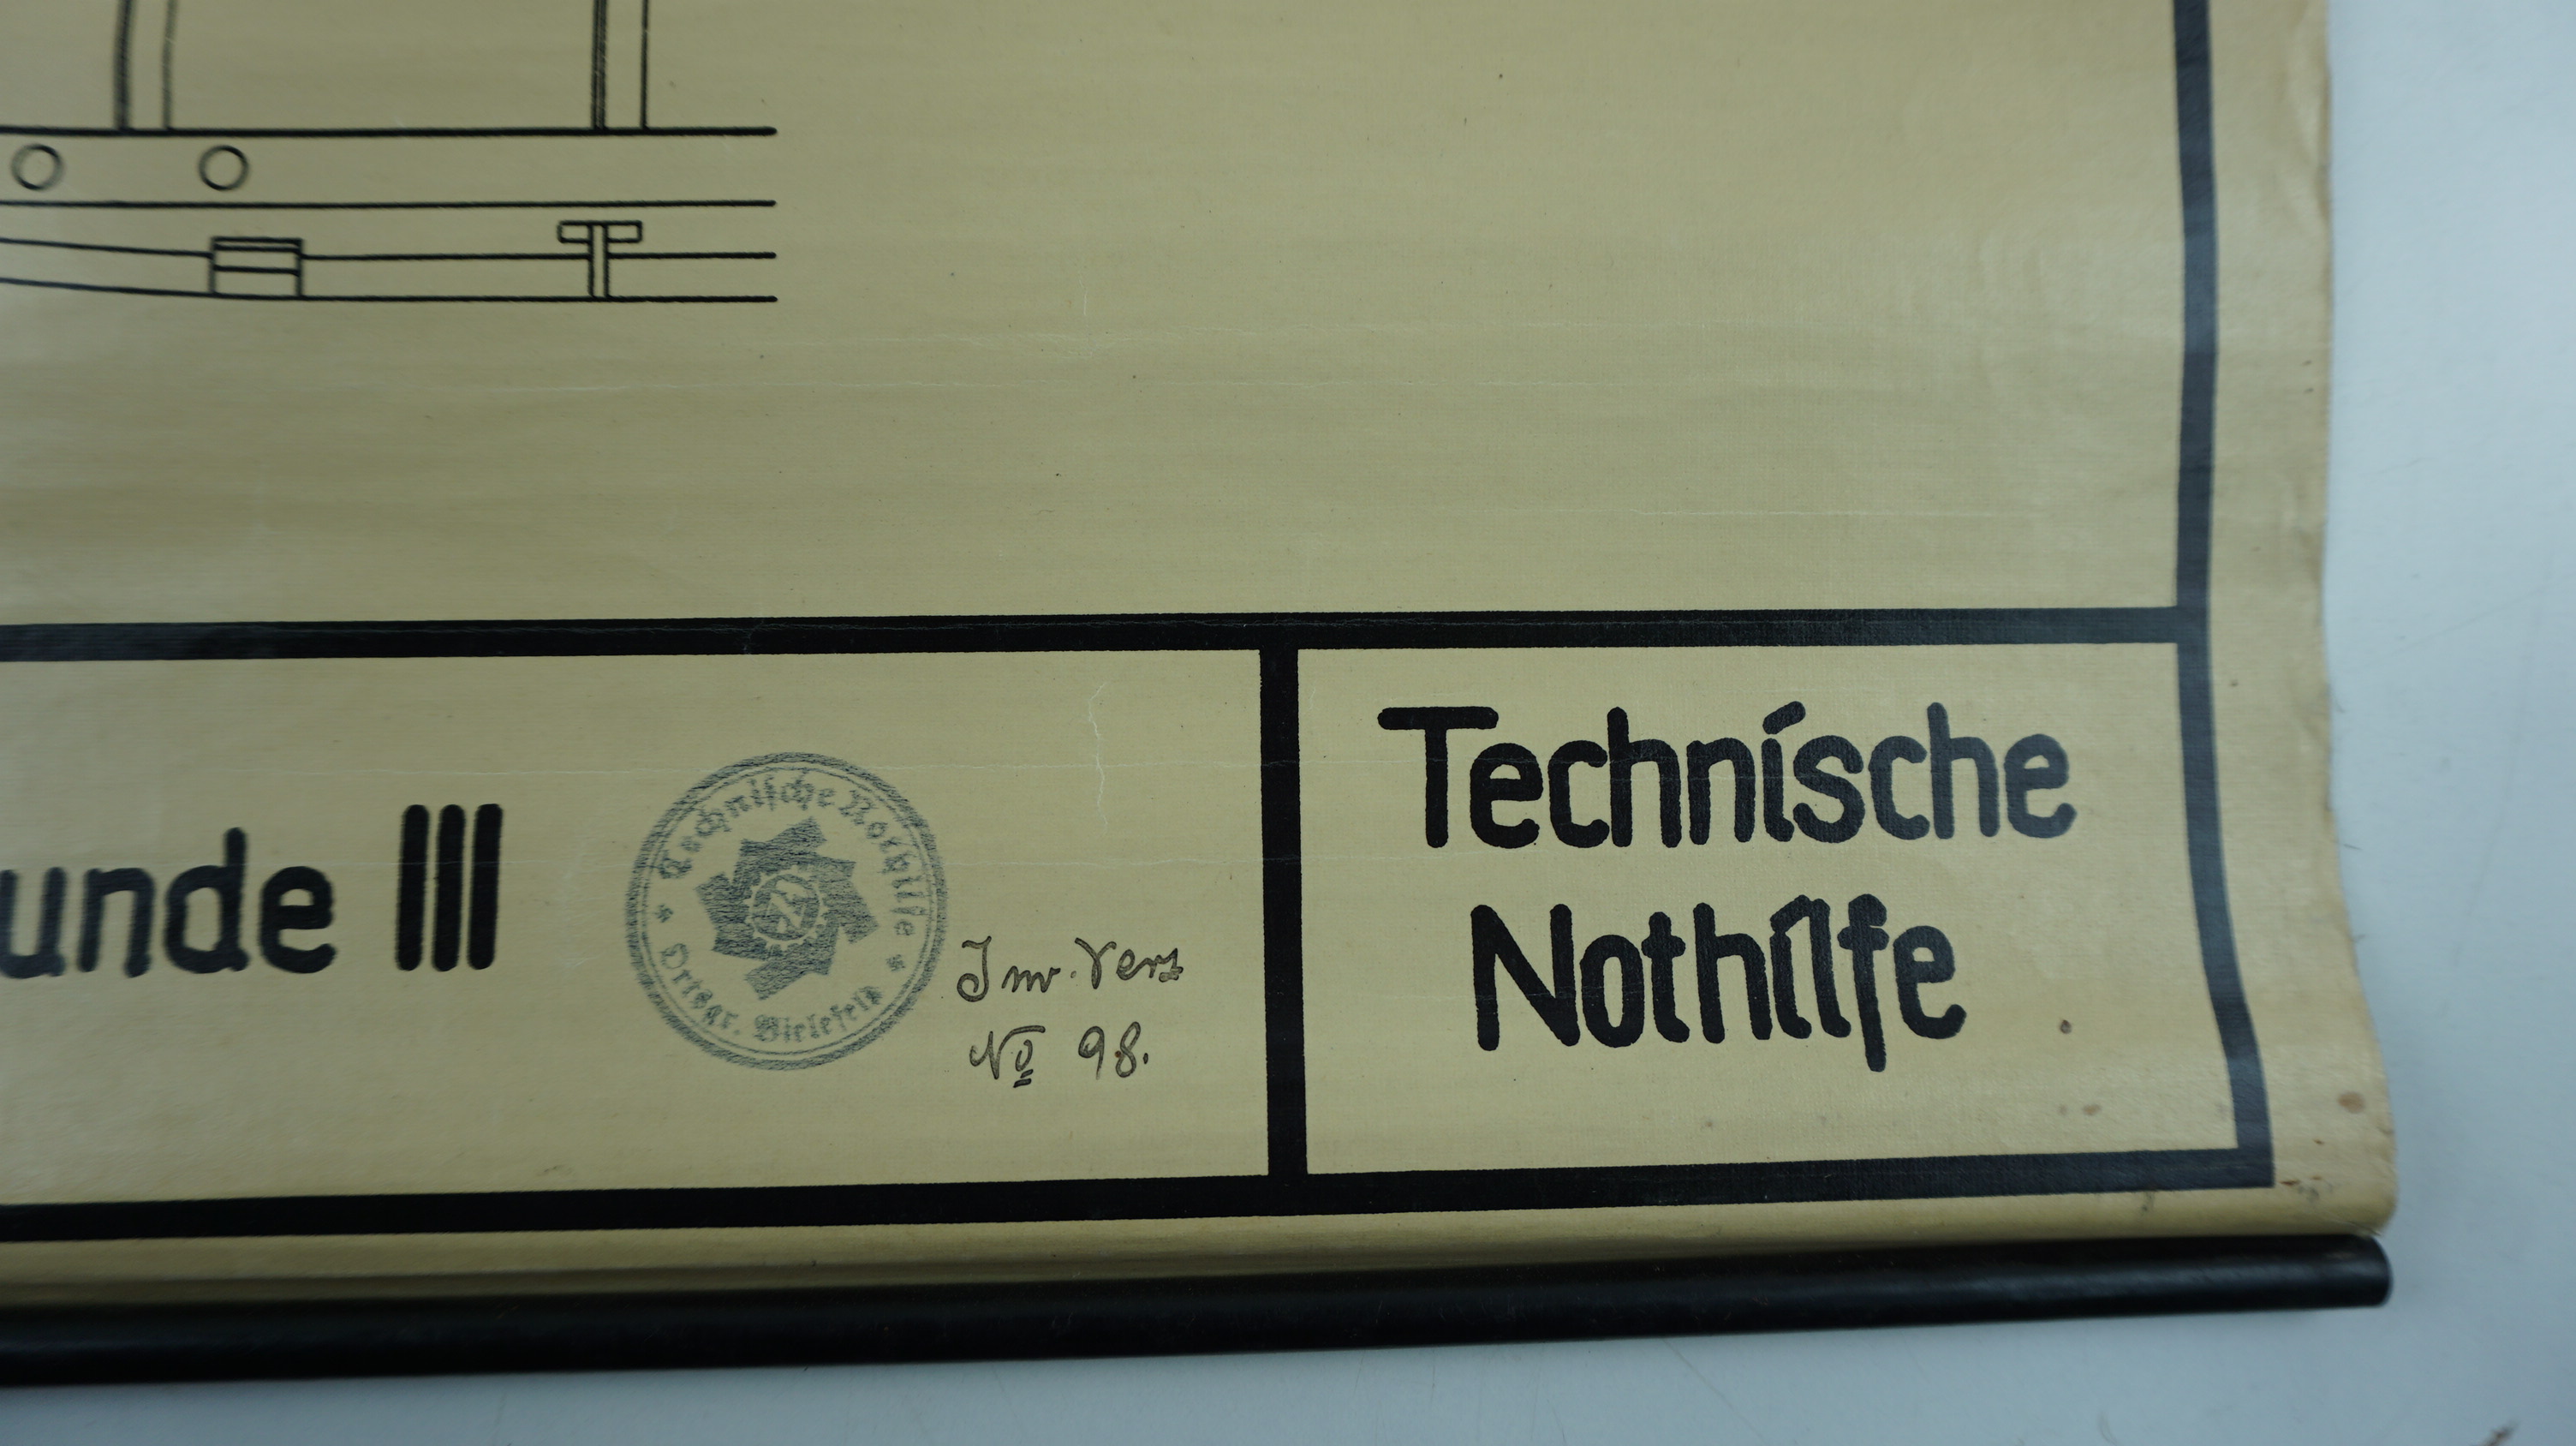 unde III
Technische Nothilfe
Ortsgr. Bielefeld
Inv. Verz
No 98.
Technische
Nothilfe